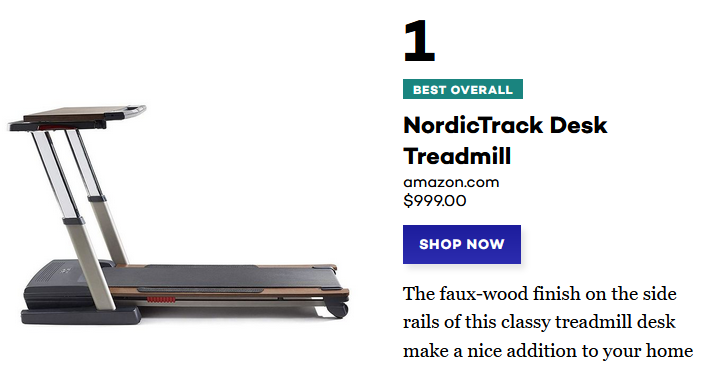 1
BEST OVERALL
NordicTrack Desk
Treadmill
amazon.com
$999.00
SHOP NOW
The faux-wood finish on the side
rails of this classy treadmill desk
make a nice addition to your home